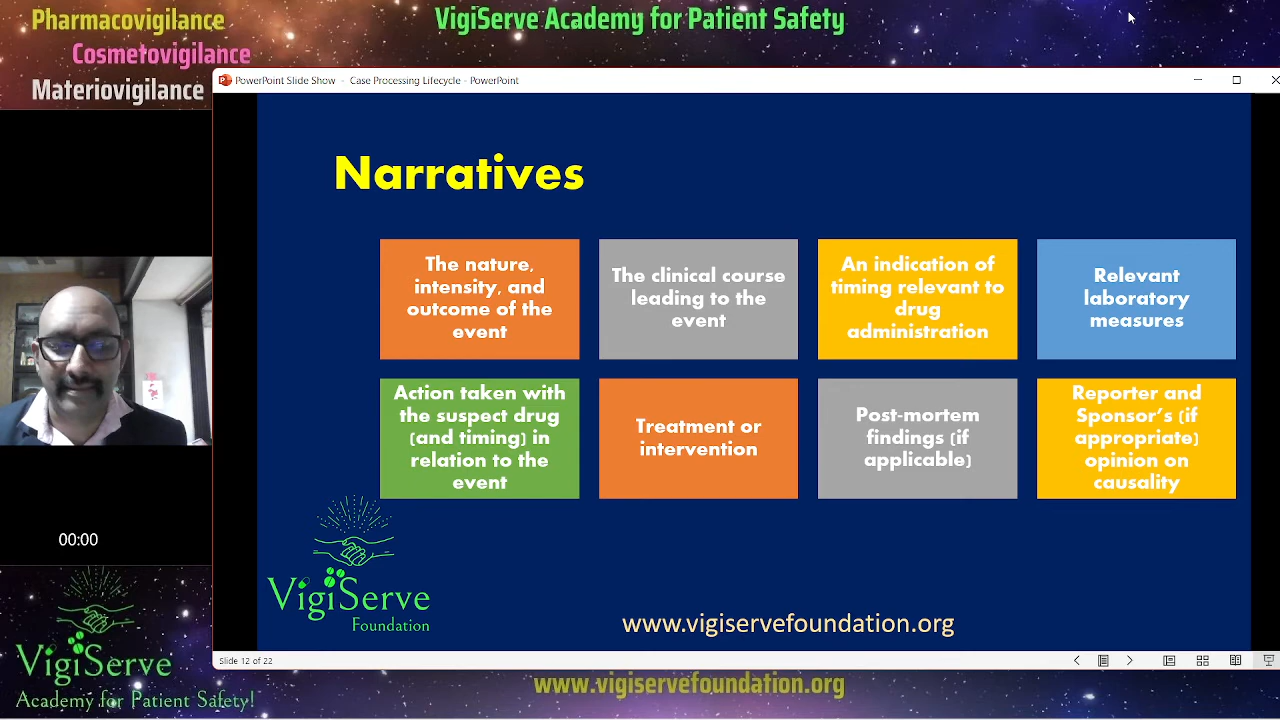 Pharmacovigilance
Cosmetovigilance
Materiovigilance
VigiServe Academy for Patient Safety
PowerPoint Slide Show - Case Processing Lifecycle - PowerPoint
Narratives
The nature,
intensity, and
outcome of the
event
The clinical course
leading to the
event
An indication of
timing relevant to
drug
administration
Relevant
laboratory
measures
Action taken with
the suspect drug
(and timing) in
relation to the
event
Treatment or
intervention
Post-mortem
findings (if
applicable)
Reporter and
Sponsor's (if
appropriate)
opinion on
causality
VigiServe
Foundation
www.vigiservefoundation.org
Slide 12 of 22
00:00
VigiServe
Academy for Patient Safety!
www.vigiservefoundation.org